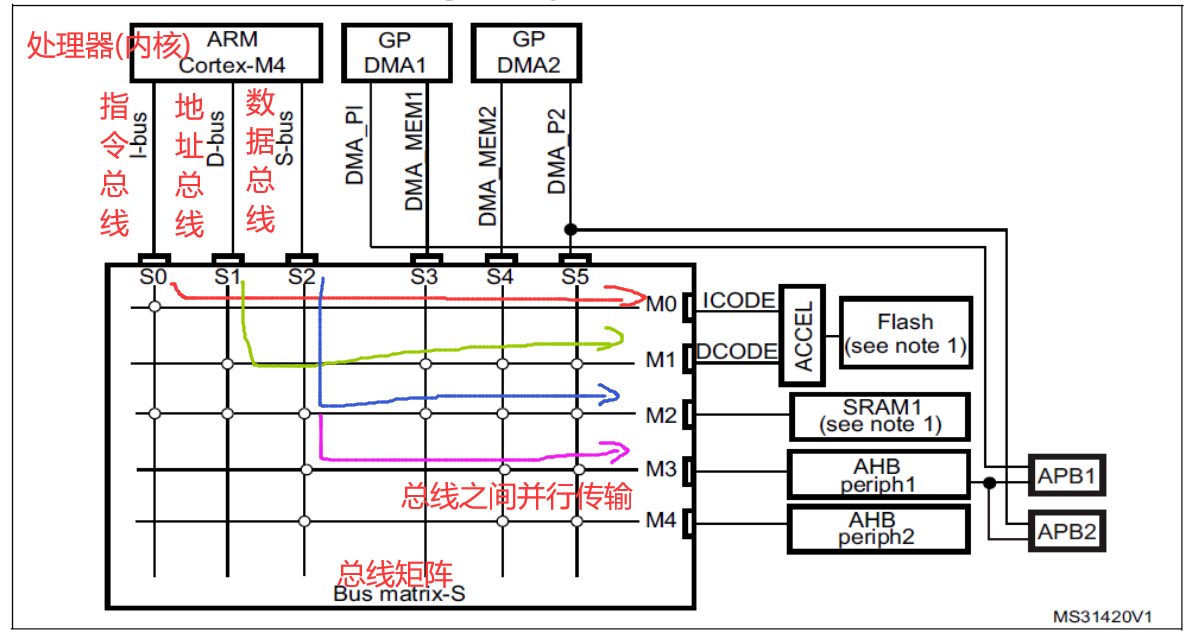 处理器(内核)
ARM
Cortex-M4
GP
DMA1
GP
DMA2
指令总线
I-bus
地址总线
D-bus
数据总线
S-bus
DMA_PI
DMA_MEM1
DMA_MEM2
DMA_P2
S0 S1 S2 S3 S4 S5
M0 ICODE
M1 DCODE
ACCEL
Flash
(see note 1)
M2
SRAM1
(see note 1)
M3
AHB
periph1
APB1
总线之间并行传输
M4
AHB
periph2
APB2
总线矩阵
Bus matrix-S
MS31420V1